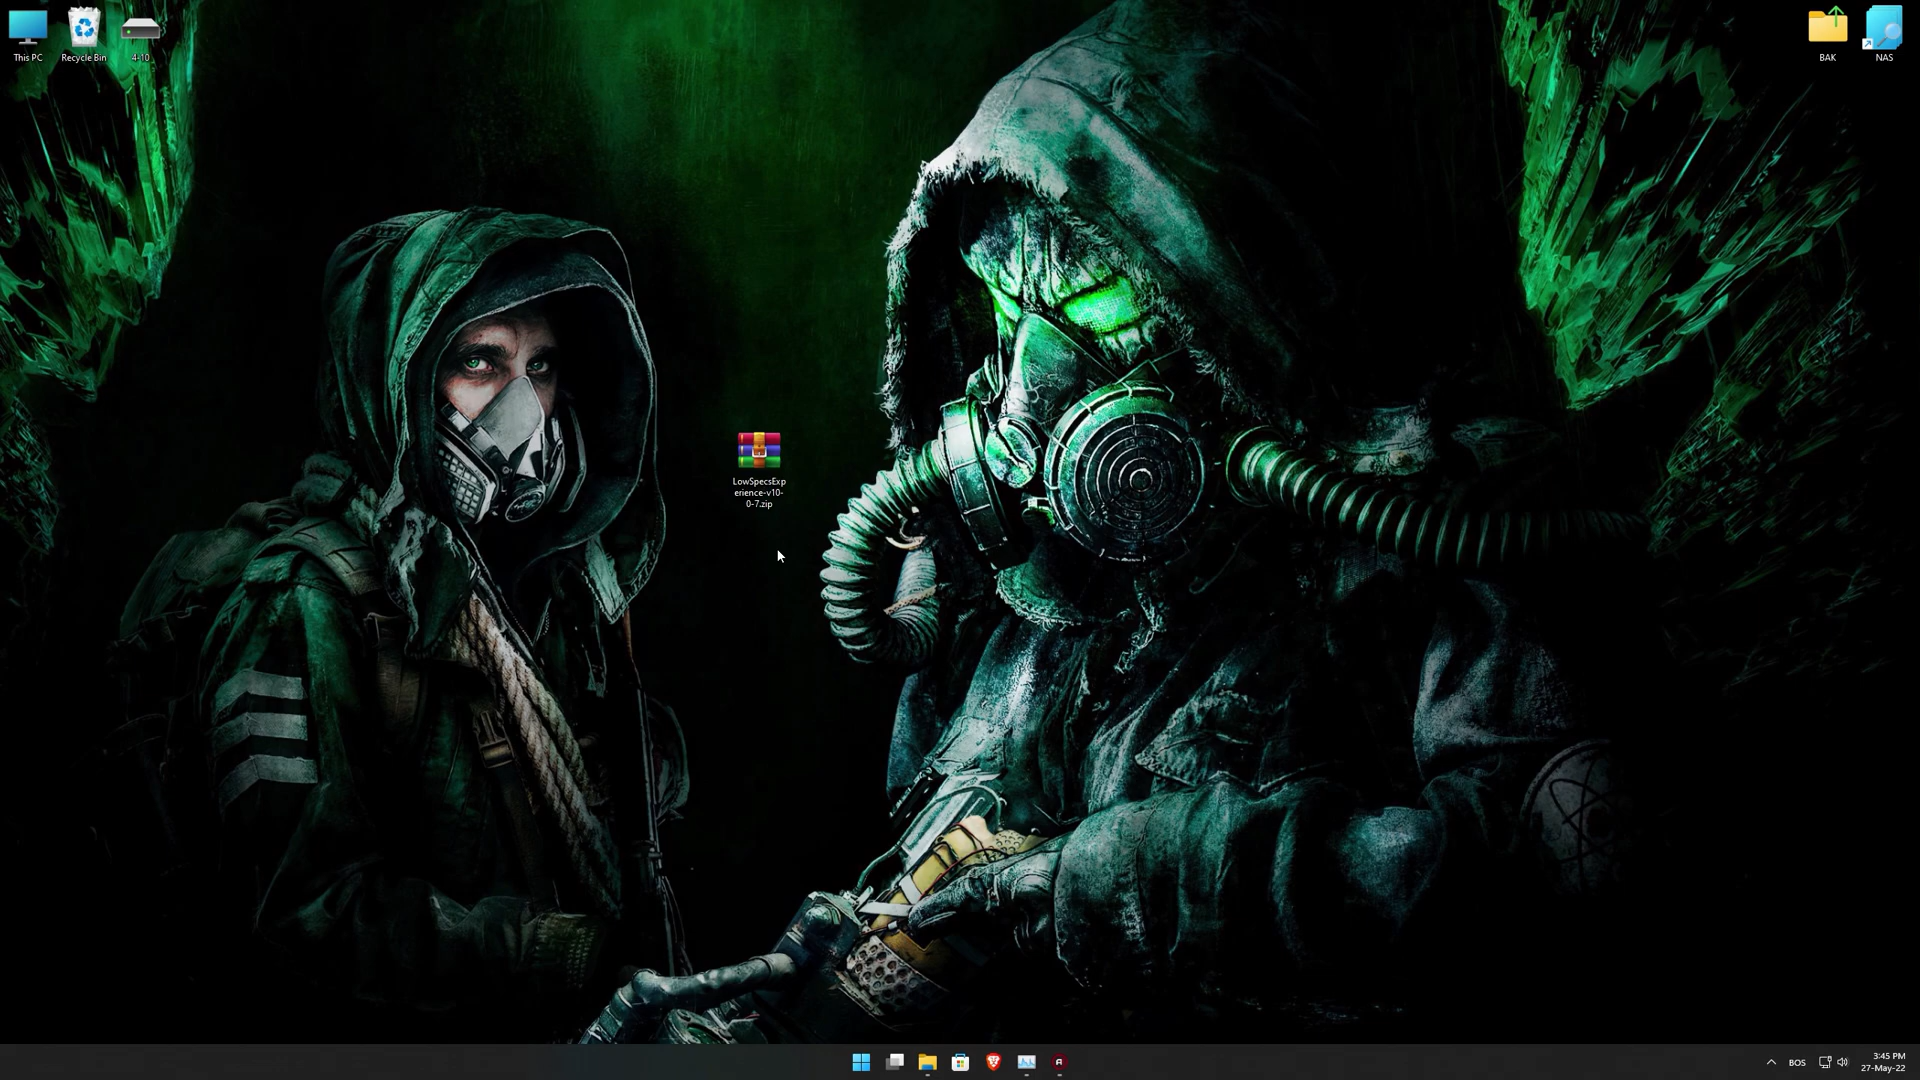 This PC
Recycle Bin
4-10
BAK
NAS
LowSpecsExp
erience-v10-
0-7.zip
BOS
3:45 PM
27-May-22